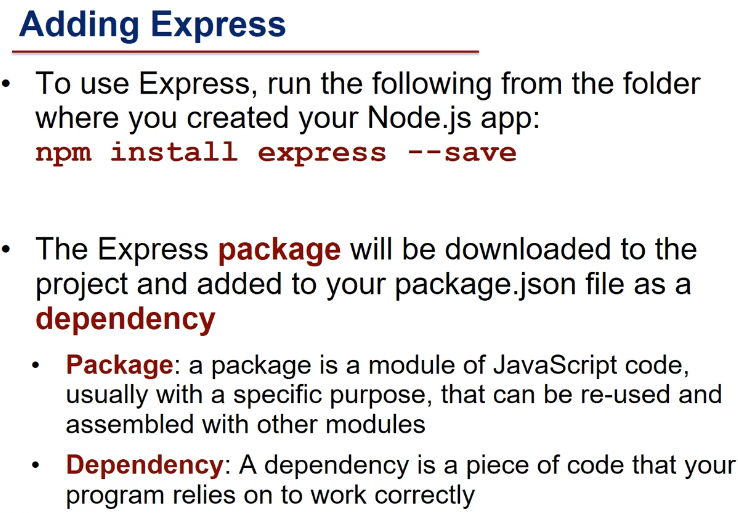 Adding Express
• To use Express, run the following from the folder
where you created your Node.js app:
npm install express --save
• The Express package will be downloaded to the
project and added to your package.json file as a
dependency
• Package: a package is a module of JavaScript code,
usually with a specific purpose, that can be re-used and
assembled with other modules
• Dependency: A dependency is a piece of code that your
program relies on to work correctly